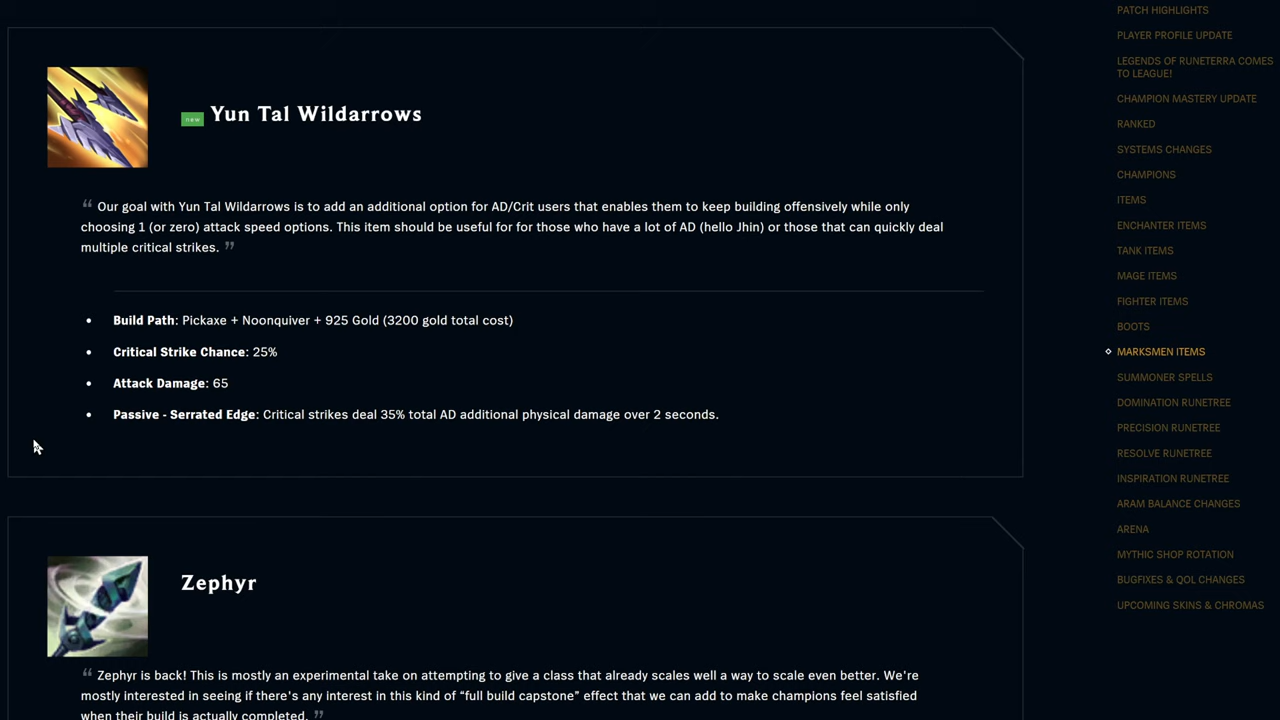 PATCH HIGHLIGHTS
PLAYER PROFILE UPDATE
LEGENDS OF RUNETERRA COMES
TO LEAGUE!
CHAMPION MASTERY UPDATE
RANKED
SYSTEMS CHANGES
CHAMPIONS
ITEMS
ENCHANTER ITEMS
TANK ITEMS
MAGE ITEMS
FIGHTER ITEMS
BOOTS
MARKSMEN ITEMS
SUMMONER SPELLS
DOMINATION RUNETREE
PRECISION RUNETREE
RESOLVE RUNETREE
INSPIRATION RUNETREE
ARAM BALANCE CHANGES
ARENA
MYTHIC SHOP ROTATION
BUGFIXES & QOL CHANGES
UPCOMING SKINS & CHROMAS
new Yun Tal Wildarrows
“ Our goal with Yun Tal Wildarrows is to add an additional option for AD/Crit users that enables them to keep building offensively while only
choosing 1 (or zero) attack speed options. This item should be useful for for those who have a lot of AD (hello Jhin) or those that can quickly deal
multiple critical strikes. ”
• Build Path: Pickaxe + Noonquiver + 925 Gold (3200 gold total cost)
• Critical Strike Chance: 25%
• Attack Damage: 65
• Passive - Serrated Edge: Critical strikes deal 35% total AD additional physical damage over 2 seconds.
Zephyr
“ Zephyr is back! This is mostly an experimental take on attempting to give a class that already scales well a way to scale even better. We're
mostly interested in seeing if there's any interest in this kind of “full build capstone” effect that we can add to make champions feel satisfied
when their build is actually completed. ”